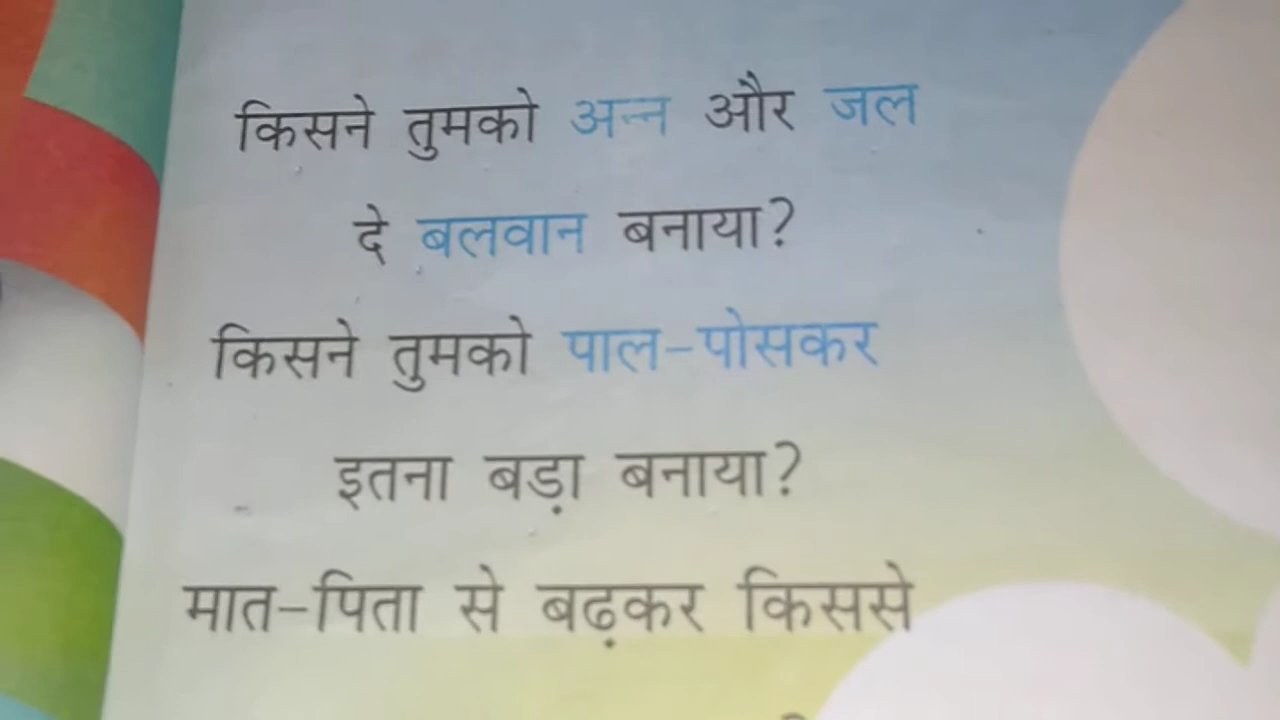 किसने तुमको अन्न और जल
दे बलवान बनाया?
किसने तुमको पाल-पोसकर
इतना बड़ा बनाया?
मात-पिता से बढ़कर किससे